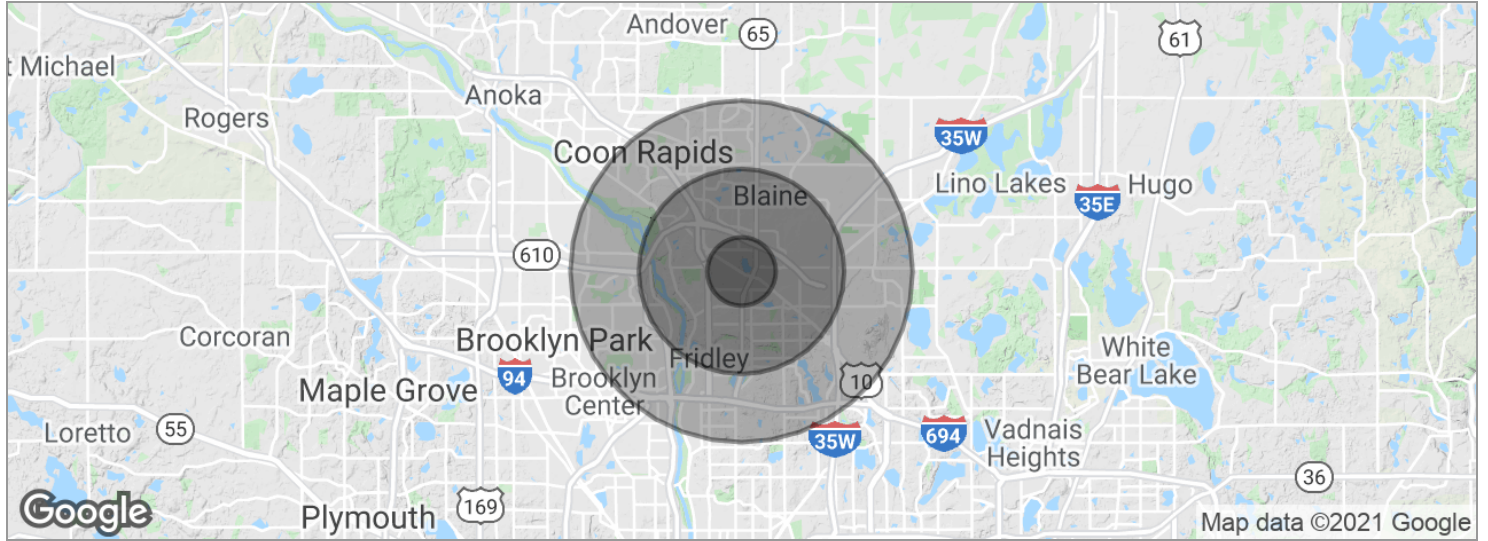 Andover
65
61
t Michael
Anoka
Rogers
35W
Coon Rapids
Lino Lakes
Hugo
Blaine
35E
610
Corcoran
Brooklyn Park
White
Bear Lake
Fridley
94
Brooklyn
Center
10
Maple Grove
Loretto
55
35W
694
Vadnais
Heights
36
169
Google
Plymouth
Map data ©2021 Google